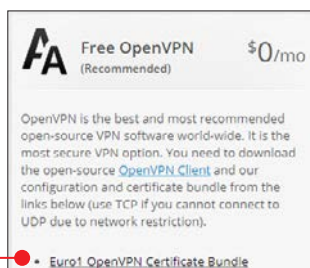 Free OpenVPN
$0/mo
(Recommended)
OpenVPN is the best and most recommended
open-source VPN software world-wide. It is the
most secure VPN option. You need to download
the open-source OpenVPN Client and our
configuration and certificate bundle from the
links below (use TCP if you cannot connect to
UDP due to network restriction).
• Euro1 OpenVPN Certificate Bundle